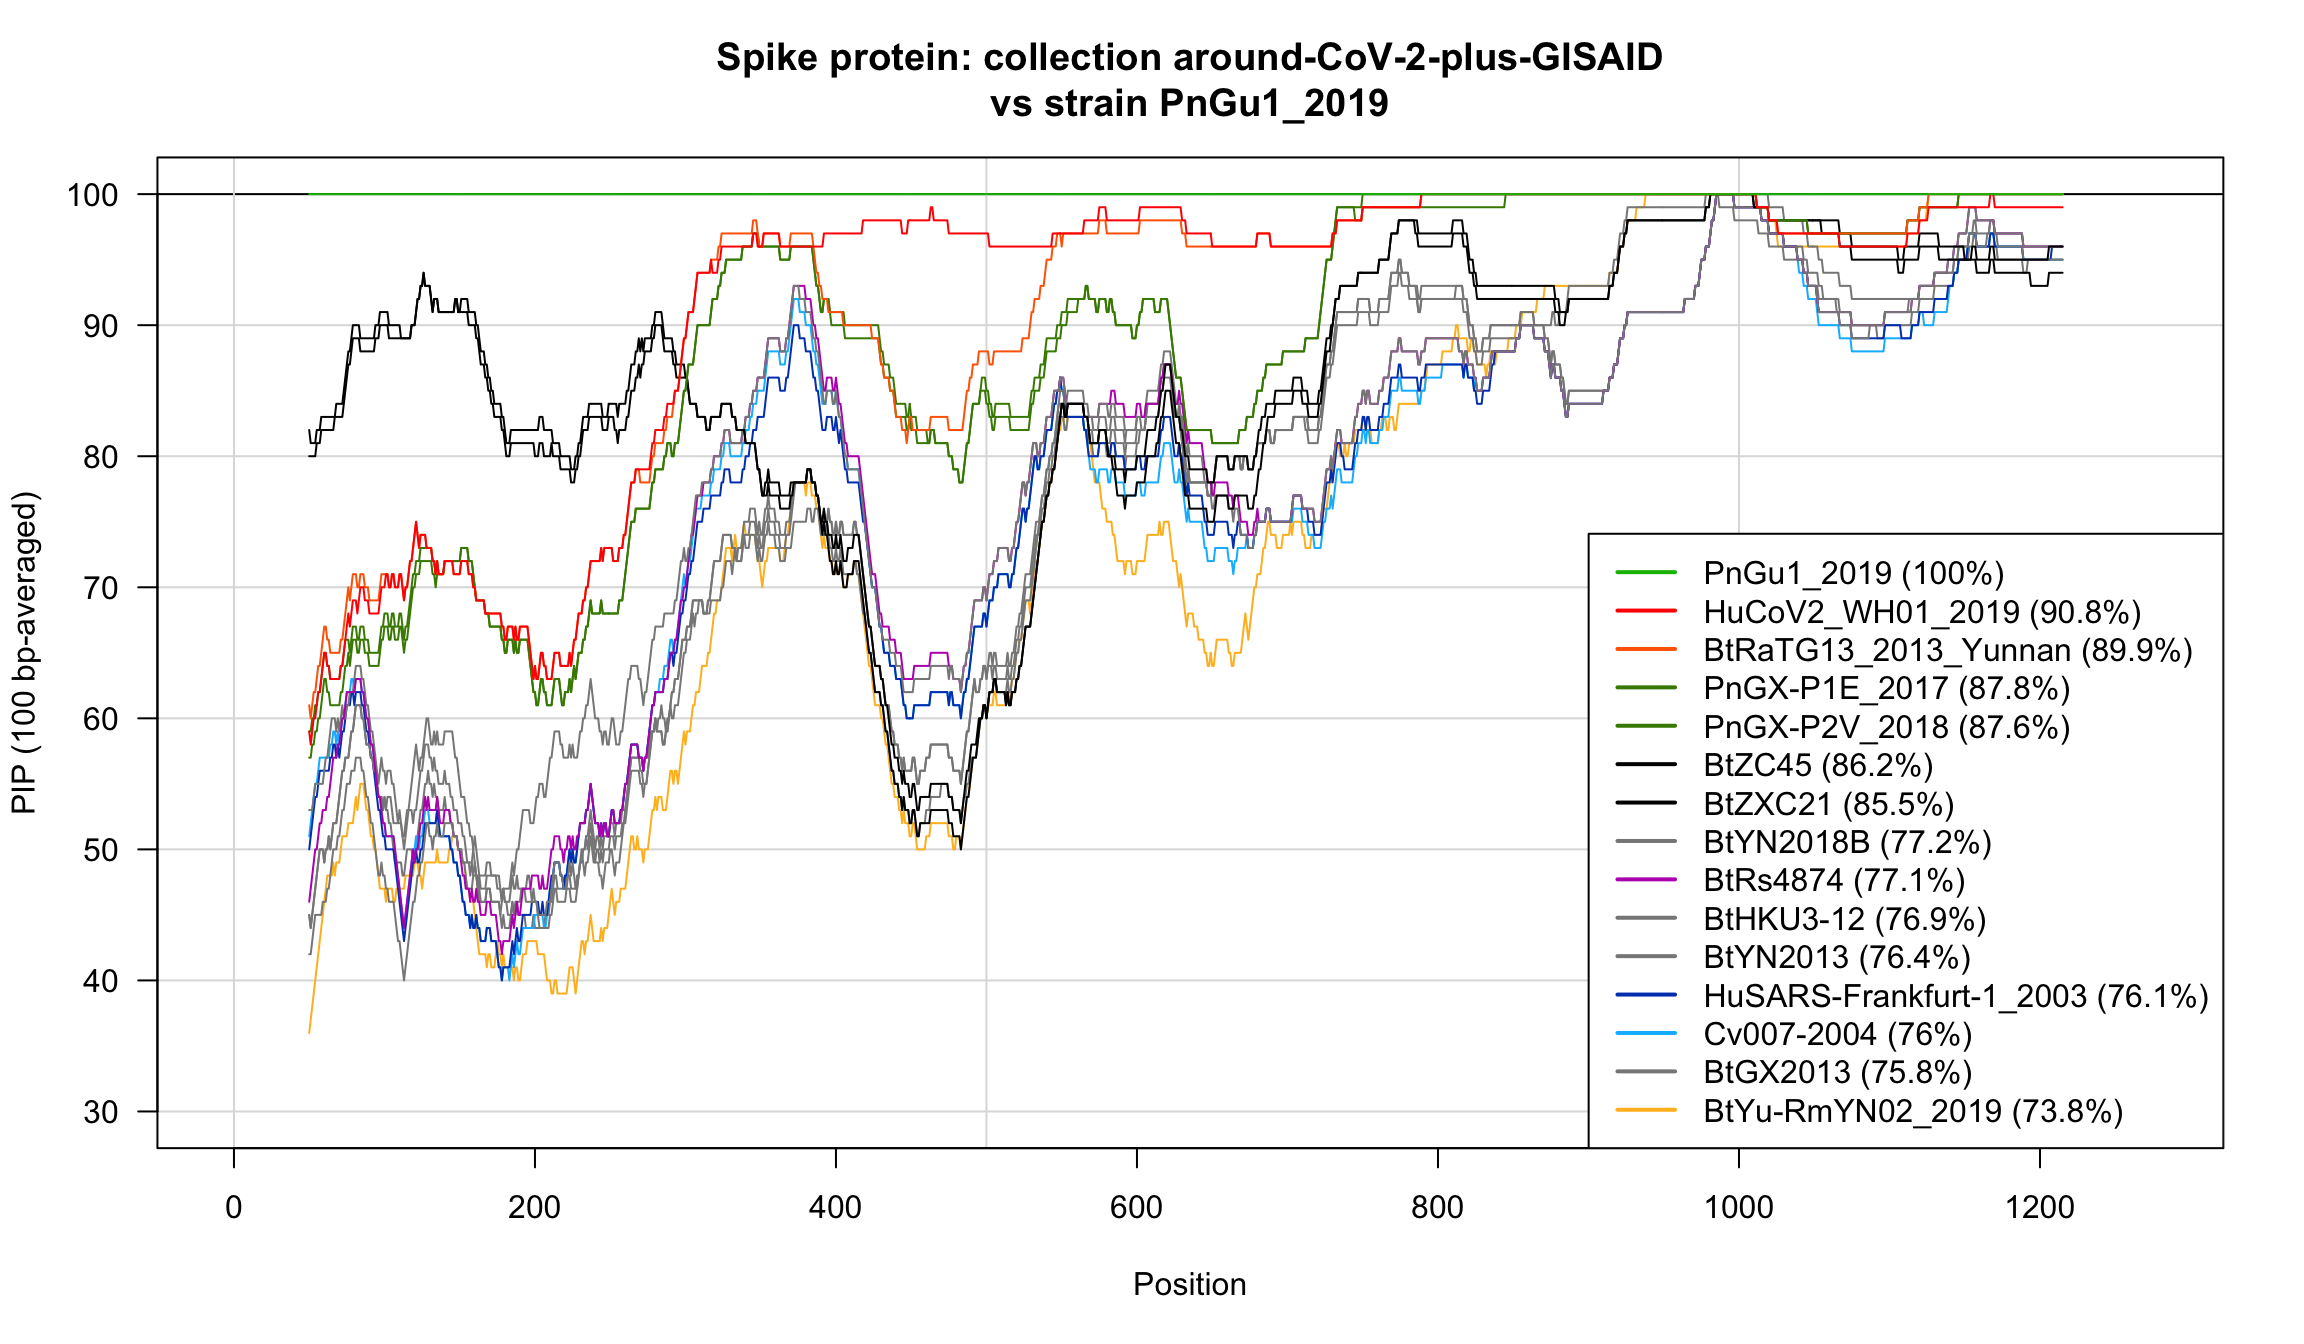 Spike protein: collection around-CoV-2-plus-GISAID
vs strain PnGu1_2019
PIP (100 bp-averaged)
100
90
80
70
60
50
40
30
PnGu1_2019 (100%)
HuCoV2_WH01_2019 (90.8%)
BtRaTG13_2013_Yunnan (89.9%)
PnGX-P1E_2017 (87.8%)
PnGX-P2V_2018 (87.6%)
BtZC45 (86.2%)
BtZXC21 (85.5%)
BtYN2018B (77.2%)
BtRs4874 (77.1%)
BtHKU3-12 (76.9%)
BtYN2013 (76.4%)
HuSARS-Frankfurt-1_2003 (76.1%)
Cv007-2004 (76%)
BtGX2013 (75.8%)
BtYu-RmYN02_2019 (73.8%)
0 200 400 600 800 1000 1200
Position